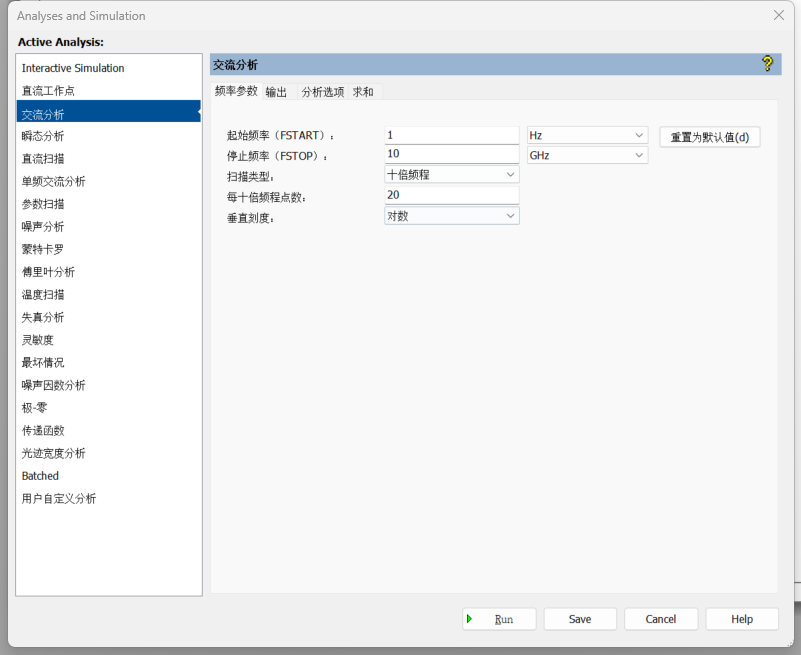 Analyses and Simulation
Active Analysis:
Interactive Simulation
直流工作点
交流分析
瞬态分析
直流扫描
单频交流分析
参数扫描
噪声分析
蒙特卡罗
傅里叶分析
温度扫描
失真分析
灵敏度
最坏情况
噪声因数分析
极-零
传递函数
光迹宽度分析
Batched
用户自定义分析
交流分析
?
频率参数 输出 分析选项 求和
起始频率（FSTART）： 1 Hz 重置为默认值(d)
停止频率（FSTOP）： 10 GHz
扫描类型： 十倍频程
每十倍频程点数： 20
垂直刻度： 对数
Run Save Cancel Help